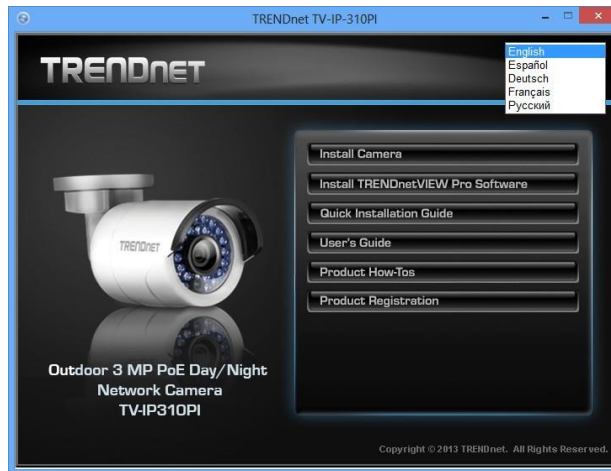 TRENDnet TV-IP-310PI
TRENDNET
English
Español
Deutsch
Français
Русский
Install Camera
Install TRENDnetVIEW Pro Software
Quick Installation Guide
User's Guide
Product How-Tos
Product Registration
TRENDNET
Outdoor 3 MP PoE Day/Night
Network Camera
TV-IP310PI
Copyright © 2013 TRENDnet. All Rights Reserved.